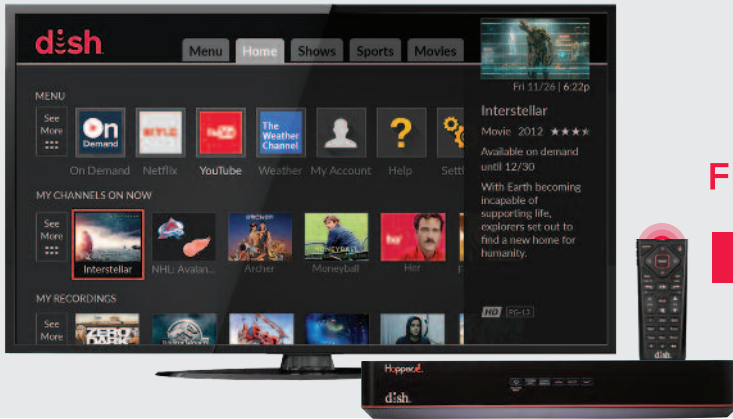 dish
Menu
Home
Shows
Sports
Movies
Fri 11/26 | 6:22p
MENU
See
More
On
Demand
The
Weather
Channel
?
On Demand
Netflix
YouTube
Weather
My Account
Help
Setti
Interstellar
Movie 2012
Available on demand
until 12/30
With Earth becoming
incapable of
supporting life,
explorers set out to
find a new home for
humanity.
HD PG-13
MY CHANNELS ON NOW
See
More
ARCHER
MONEYBALL
her
Interstellar
NHL: Avalan...
Archer
Moneyball
Her
MY RECORDINGS
See
More
ZERO
DARK
F
dish
Hopper
dish